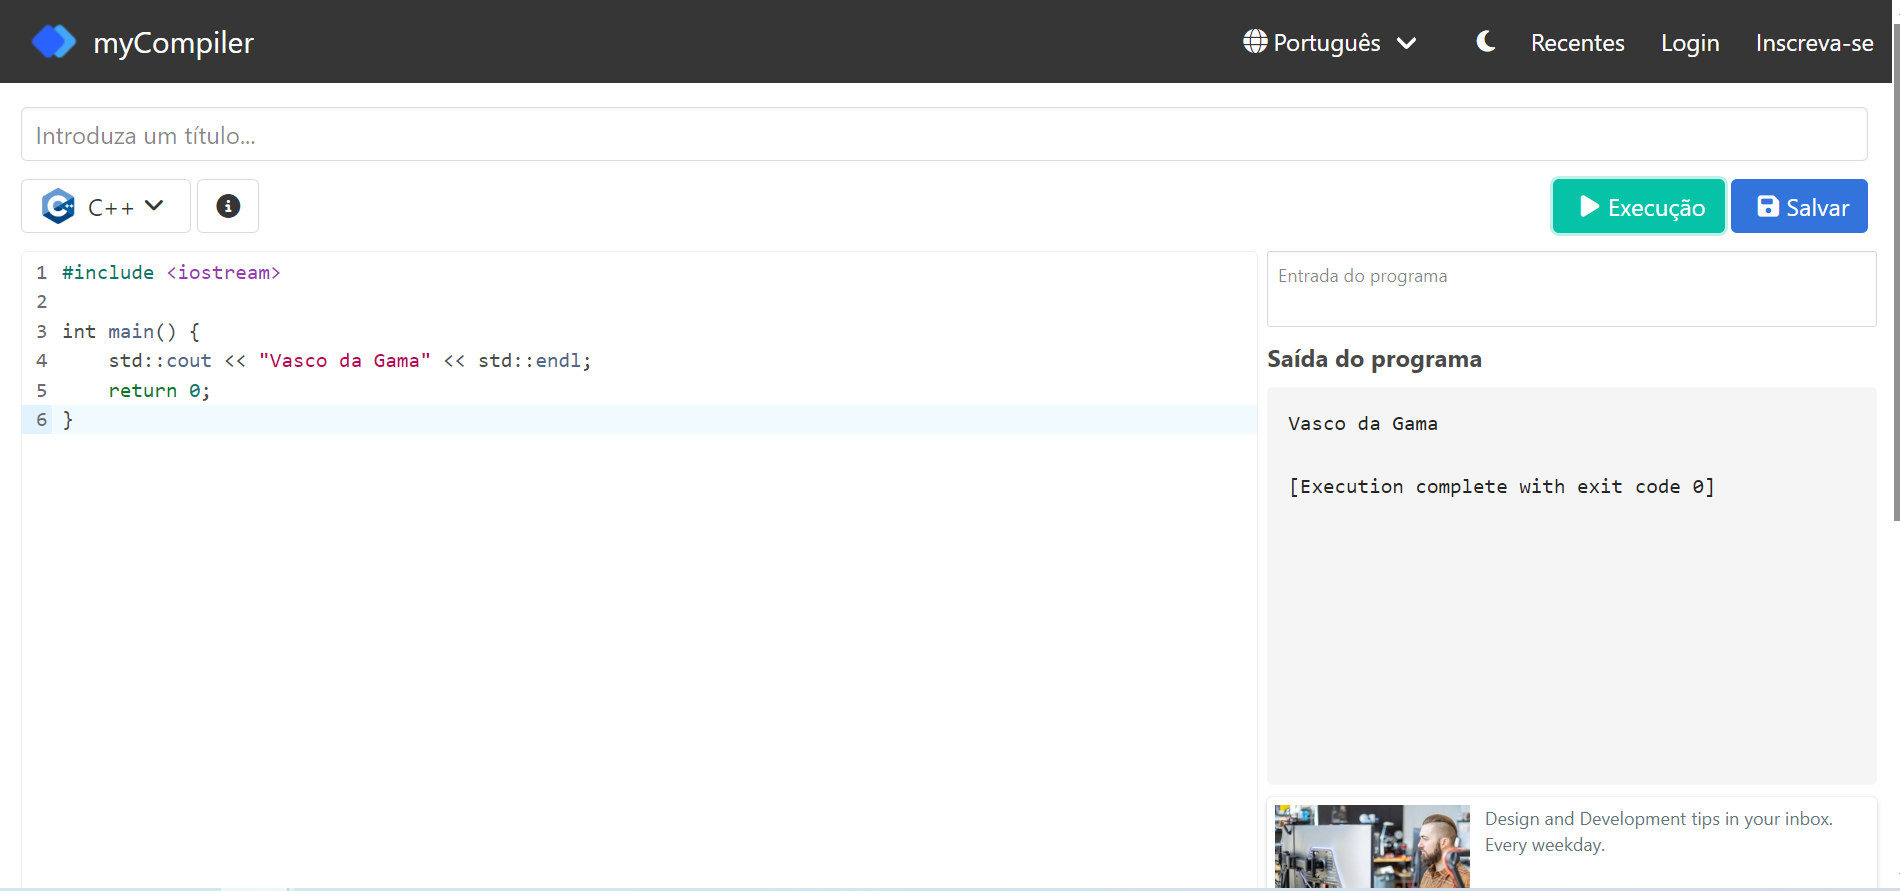 myCompiler
Português
Recentes
Login
Inscreva-se
Introduza um título...
C++
Execução
Salvar
1 #include <iostream>
2
3 int main() {
4     std::cout << "Vasco da Gama" << std::endl;
5     return 0;
6 }
Entrada do programa
Saída do programa
Vasco da Gama
[Execution complete with exit code 0]
Design and Development tips in your inbox.
Every weekday.